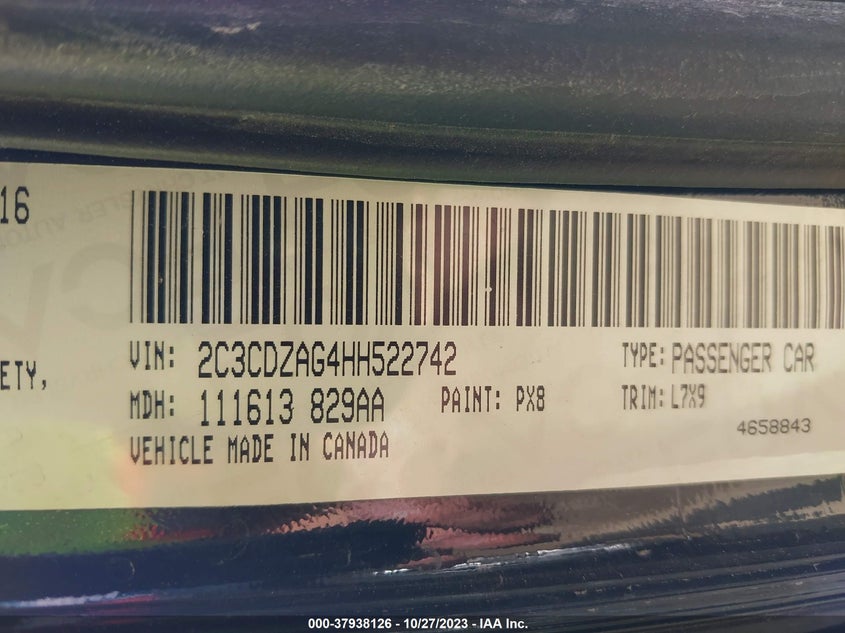 16
ETY,
VIN: 2C3CDZAG4HH522742 TYPE: PASSENGER CAR
MDH: 111613 829AA PAINT: PX8 TRIM: L7X9
4658843
VEHICLE MADE IN CANADA
000-37938126 - 10/27/2023 - IAA Inc.